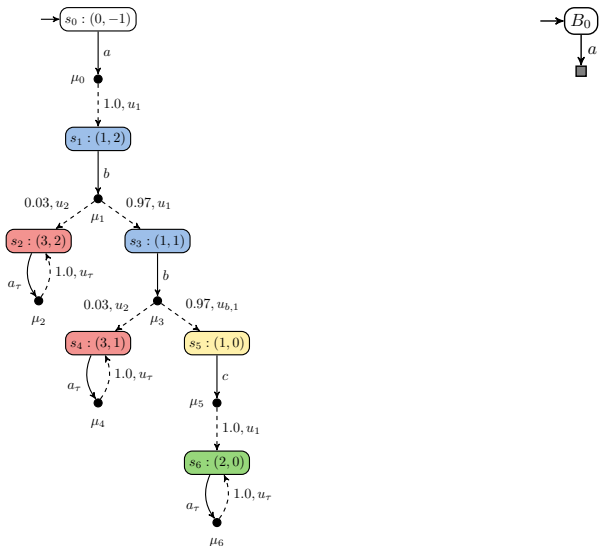 s₀ : (0, −1)
B₀
a
a
μ₀
1.0, u₁
s₁ : (1, 2)
b
0.03, u₂
0.97, u₁
μ₁
s₂ : (3, 2)
s₃ : (1, 1)
aτ
1.0, uτ
b
μ₂
0.03, u₂
0.97, u_{b,1}
μ₃
s₄ : (3, 1)
s₅ : (1, 0)
aτ
1.0, uτ
c
μ₄
μ₅
1.0, u₁
s₆ : (2, 0)
aτ
1.0, uτ
μ₆